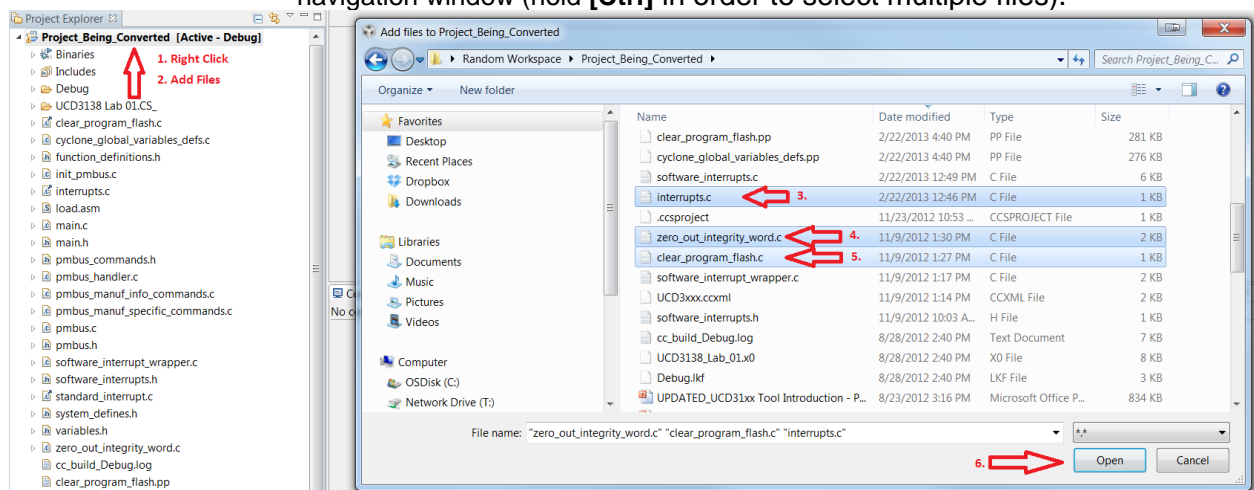 navigation window (hold [Ctrl] in order to select multiple files).
Project Explorer
Project_Being_Converted [Active - Debug]
Binaries
Includes
Debug
UCD3138 Lab 01.CS_
clear_program_flash.c
cyclone_global_variables_defs.c
function_definitions.h
init_pmbus.c
interrupts.c
load.asm
main.c
main.h
pmbus_commands.h
pmbus_handler.c
pmbus_manuf_info_commands.c
pmbus_manuf_specific_commands.c
pmbus.c
pmbus.h
software_interrupt_wrapper.c
software_interrupts.h
standard_interrupt.c
system_defines.h
variables.h
zero_out_integrity_word.c
cc_build_Debug.log
clear_program_flash.pp
1. Right Click
2. Add Files
No c
Add files to Project_Being_Converted
Random Workspace ▸ Project_Being_Converted ▸
Search Project_Being_C...
Organize ▾ New folder
Favorites
Desktop
Recent Places
Dropbox
Downloads
Libraries
Documents
Music
Pictures
Videos
Computer
OSDisk (C:)
Network Drive (T:)
Name Date modified Type Size
clear_program_flash.pp 2/22/2013 4:40 PM PP File 281 KB
cyclone_global_variables_defs.pp 2/22/2013 4:40 PM PP File 276 KB
software_interrupts.c 2/22/2013 12:49 PM C File 6 KB
interrupts.c 3. 2/22/2013 12:46 PM C File 1 KB
.ccsproject 11/23/2012 10:53 ... CCSPROJECT File 1 KB
zero_out_integrity_word.c 4. 11/9/2012 1:30 PM C File 2 KB
clear_program_flash.c 5. 11/9/2012 1:27 PM C File 1 KB
software_interrupt_wrapper.c 11/9/2012 1:17 PM C File 2 KB
UCD3xxx.ccxml 11/9/2012 1:14 PM CCXML File 2 KB
software_interrupts.h 11/9/2012 10:03 A... H File 1 KB
cc_build_Debug.log 8/28/2012 2:40 PM Text Document 7 KB
UCD3138_Lab_01.x0 8/28/2012 2:40 PM X0 File 8 KB
Debug.lkf 8/28/2012 2:40 PM LKF File 3 KB
UPDATED_UCD31xx Tool Introduction - P... 8/23/2012 3:16 PM Microsoft Office P... 834 KB
File name: "zero_out_integrity_word.c" "clear_program_flash.c" "interrupts.c" *.*
6. Open Cancel